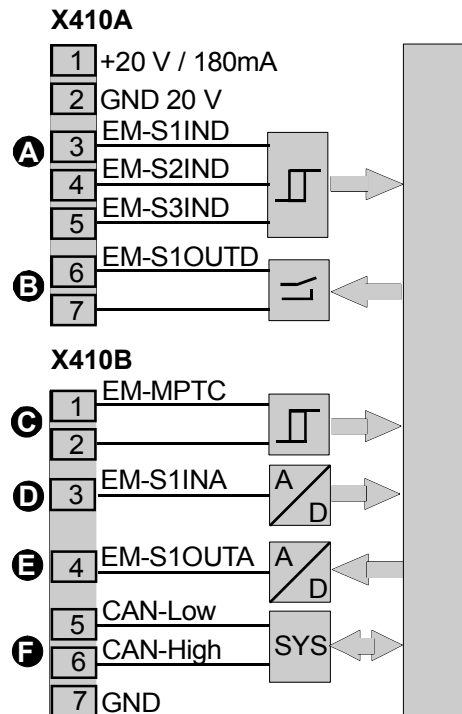 X410A
1 +20 V / 180mA
2 GND 20 V
A 3 EM-S1IND
4 EM-S2IND
5 EM-S3IND
B 6 EM-S1OUTD
7
X410B
C 1 EM-MPTC
2
D 3 EM-S1INA A D
E 4 EM-S1OUTA A D
F 5 CAN-Low
6 CAN-High SYS
7 GND